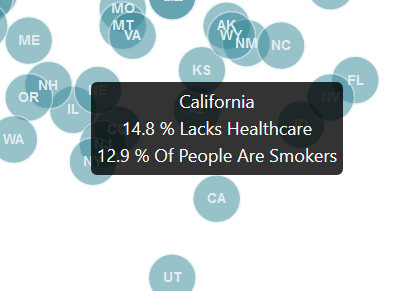 MO
MT
VA
AK
WY
NM
NC
ME
KS
FL
NH
OR
IL
NV
WA
California
14.8 % Lacks Healthcare
12.9 % Of People Are Smokers
CA
UT